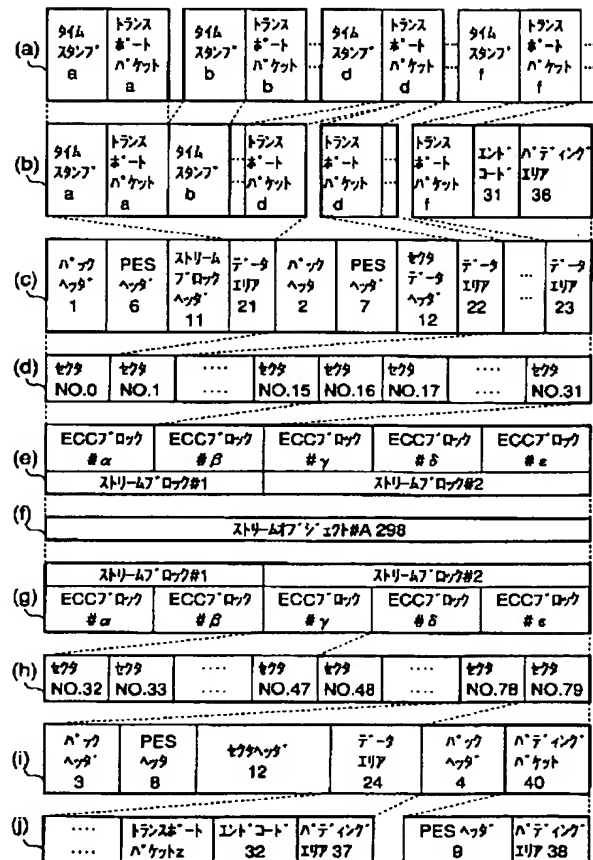 (a)
タイム
スタンプ
a
トランス
ポート
パケット
a
タイム
スタンプ
b
トランス
ポート
パケット
b
‥‥
‥‥
タイム
スタンプ
d
トランス
ポート
パケット
d
‥‥
‥‥
タイム
スタンプ
f
トランス
ポート
パケット
f
(b)
タイム
スタンプ
a
トランス
ポート
パケット
a
タイム
スタンプ
b
トランス
ポート
パケット
d
トランス
ポート
パケット
d
トランス
ポート
パケット
f
エンド
コード
31
パディング
エリア
36
(c)
パック
ヘッダ
1
PES
ヘッダ
6
ストリーム
ブロック
ヘッダ
11
データ
エリア
21
パック
ヘッダ
2
PES
ヘッダ
7
セクタ
データ
ヘッダ
12
データ
エリア
22
‥‥
‥‥
データ
エリア
23
(d)
セクタ
NO.0
セクタ
NO.1
‥‥
‥‥
セクタ
NO.15
セクタ
NO.16
セクタ
NO.17
‥‥
‥‥
セクタ
NO.31
(e)
ECCブロック
#α
ECCブロック
#β
ECCブロック
#γ
ECCブロック
#δ
ECCブロック
#ε
ストリームブロック#1
ストリームブロック#2
(f)
ストリームオブジェクト#A 298
(g)
ストリームブロック#1
ストリームブロック#2
ECCブロック
#α
ECCブロック
#β
ECCブロック
#γ
ECCブロック
#δ
ECCブロック
#ε
(h)
セクタ
NO.32
セクタ
NO.33
‥‥
‥‥
セクタ
NO.47
セクタ
NO.48
‥‥
‥‥
セクタ
NO.78
セクタ
NO.79
(i)
パック
ヘッダ
3
PES
ヘッダ
8
セクタヘッダ
12
データ
エリア
24
パック
ヘッダ
4
パディング
パケット
40
(j)
‥‥
‥‥
トランスポート
パケットz
エンドコード
32
パディング
エリア 37
PES ヘッダ
9
パディング
エリア 38